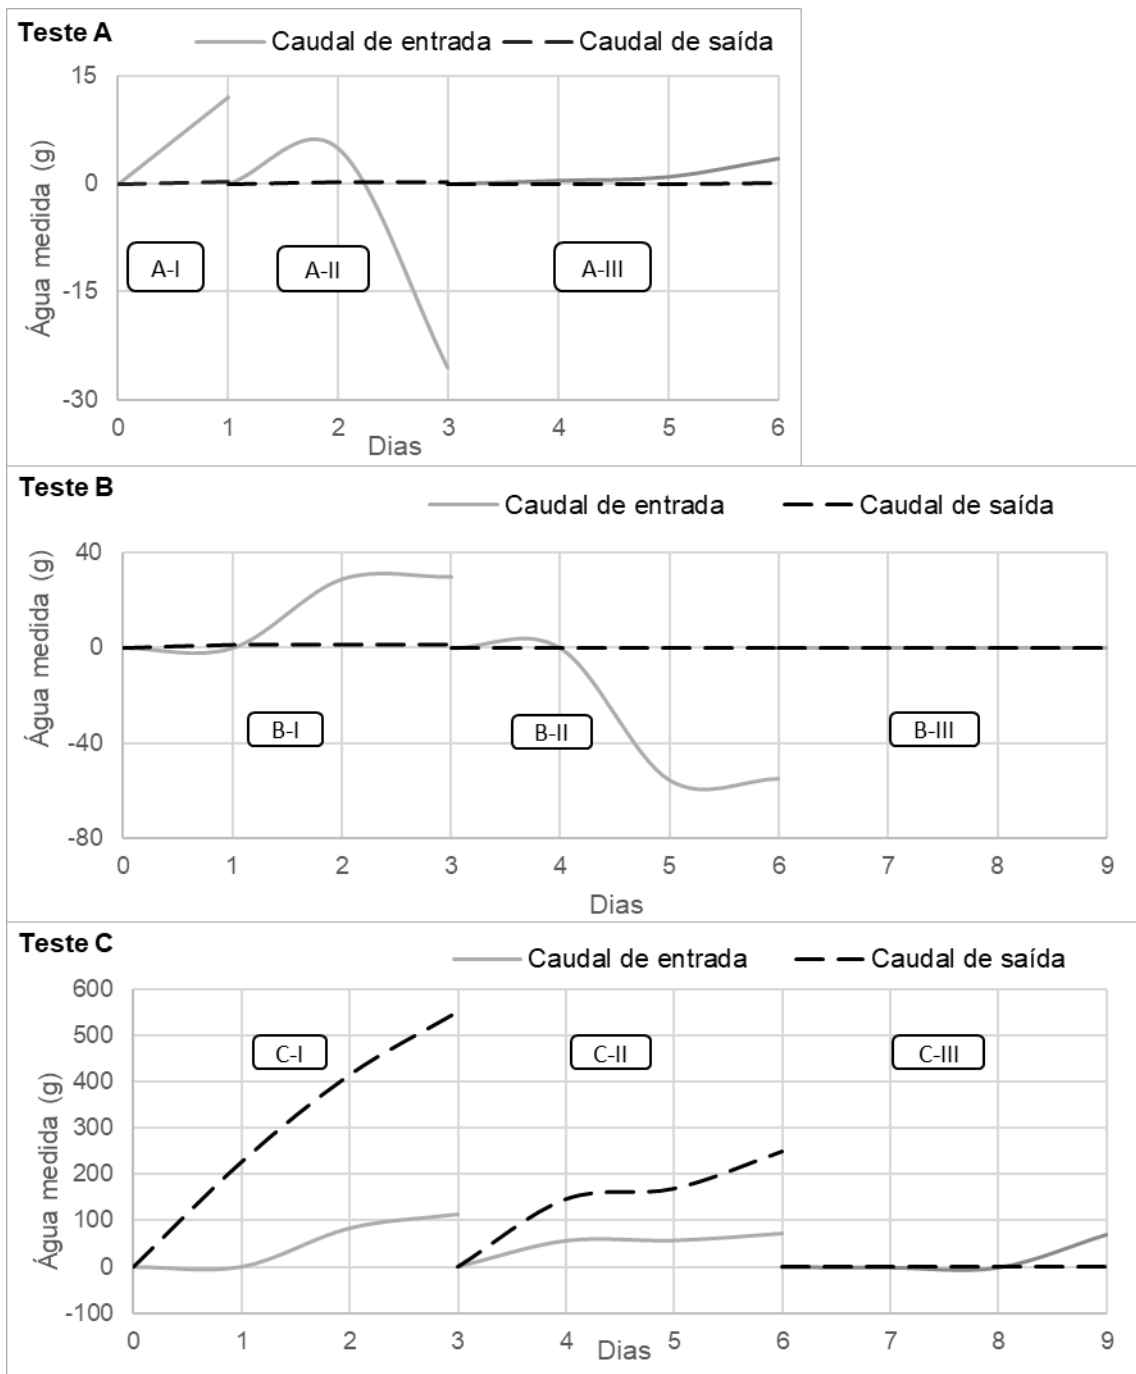 Teste A
Caudal de entrada Caudal de saída
15
0
-15
-30
Água medida (g)
A-I A-II A-III
0 1 2 3 4 5 6
Dias
Teste B
Caudal de entrada Caudal de saída
40
0
-40
-80
Água medida (g)
B-I B-II B-III
0 1 2 3 4 5 6 7 8 9
Dias
Teste C
Caudal de entrada Caudal de saída
600
500
400
300
200
100
0
-100
Água medida (g)
C-I C-II C-III
0 1 2 3 4 5 6 7 8 9
Dias